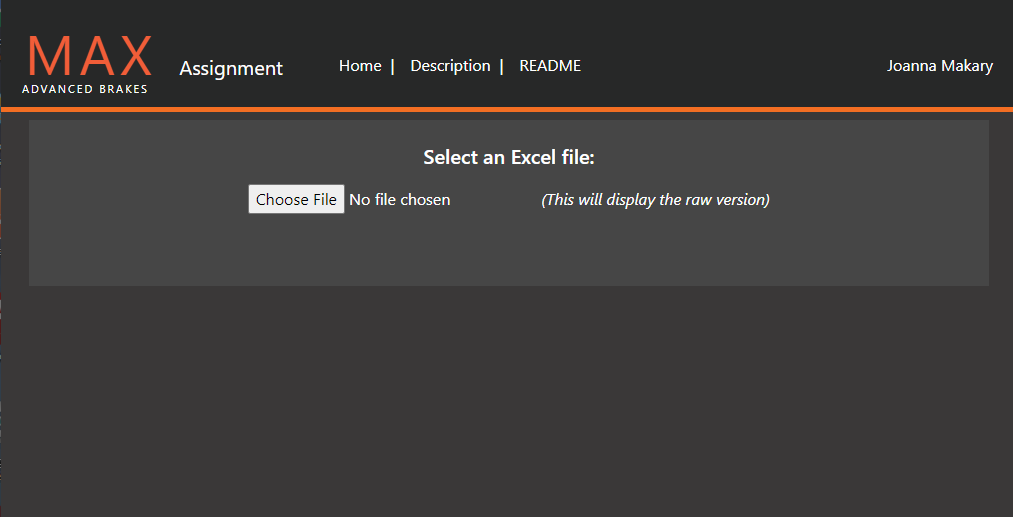 MAX
ADVANCED BRAKES
Assignment
Home | Description | README
Joanna Makary
Select an Excel file:
Choose File No file chosen
(This will display the raw version)